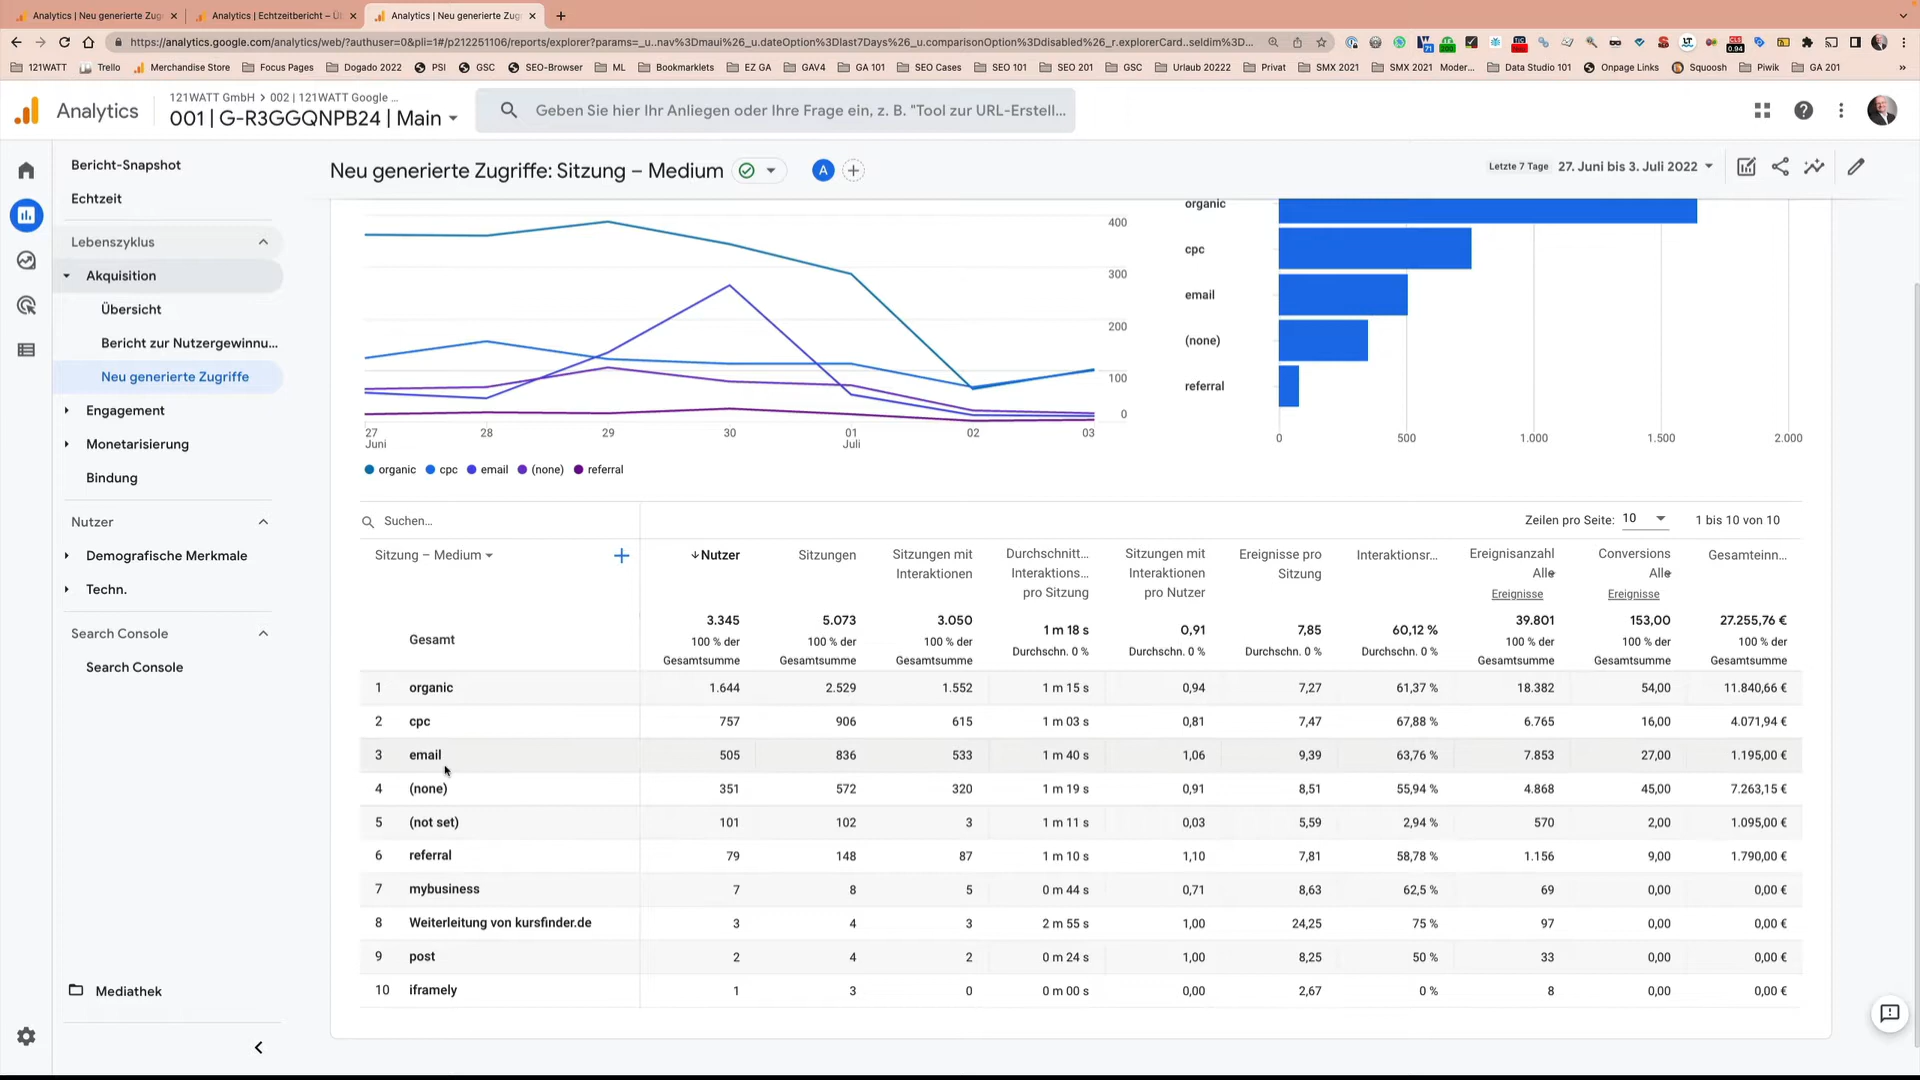 Analytics | Neu generierte Zug
Analytics | Echtzeitbericht – Ü
Analytics | Neu generierte Zug
https://analytics.google.com/analytics/web/?authuser=0&pli=1#/p212251106/reports/explorer?params=_u..nav%3Dmaui%26_u.dateOption%3Dlast7Days%26_u.comparisonOption%3Ddisabled%26_r.explorerCard..seldim%3D...
121WATT
Trello
Merchandise Store
Focus Pages
Dogado 2022
PSI
GSC
SEO-Browser
ML
Bookmarklets
EZ GA
GAV4
GA 101
SEO Cases
SEO 101
SEO 201
GSC
Urlaub 20222
Privat
SMX 2021
SMX 2021
Moder...
Data Studio 101
Onpage Links
Squoosh
Piwik
GA 201
»
Analytics
121WATT GmbH > 002 | 121WATT Google ...
001 | G-R3GGQNPB24 | Main
Geben Sie hier Ihr Anliegen oder Ihre Frage ein, z. B. "Tool zur URL-Erstell...
Bericht-Snapshot
Echtzeit
Lebenszyklus
Akquisition
Übersicht
Bericht zur Nutzergewinnu...
Neu generierte Zugriffe
Engagement
Monetarisierung
Bindung
Nutzer
Demografische Merkmale
Techn.
Search Console
Search Console
Mediathek
Neu generierte Zugriffe: Sitzung – Medium
A
Letzte 7 Tage 27. Juni bis 3. Juli 2022
400
300
200
100
0
27 Juni
28
29
30
01 Juli
02
03
organic cpc email (none) referral
organic
cpc
email
(none)
referral
0 500 1.000 1.500 2.000
Suchen...
Zeilen pro Seite: 10 1 bis 10 von 10
Sitzung – Medium
↓Nutzer
Sitzungen
Sitzungen mit Interaktionen
Durchschnitt... Interaktions... pro Sitzung
Sitzungen mit Interaktionen pro Nutzer
Ereignisse pro Sitzung
Interaktionsr...
Ereignisanzahl
Alle Ereignisse
Conversions
Alle Ereignisse
Gesamteinn...
Gesamt
3.345 5.073 3.050 1 m 18 s 0,91 7,85 60,12 % 39.801 153,00 27.255,76 €
100 % der Gesamtsumme 100 % der Gesamtsumme 100 % der Gesamtsumme Durchschn. 0 % Durchschn. 0 % Durchschn. 0 % Durchschn. 0 % 100 % der Gesamtsumme 100 % der Gesamtsumme 100 % der Gesamtsumme
1 organic 1.644 2.529 1.552 1 m 15 s 0,94 7,27 61,37 % 18.382 54,00 11.840,66 €
2 cpc 757 906 615 1 m 03 s 0,81 7,47 67,88 % 6.765 16,00 4.071,94 €
3 email 505 836 533 1 m 40 s 1,06 9,39 63,76 % 7.853 27,00 1.195,00 €
4 (none) 351 572 320 1 m 19 s 0,91 8,51 55,94 % 4.868 45,00 7.263,15 €
5 (not set) 101 102 3 1 m 11 s 0,03 5,59 2,94 % 570 2,00 1.095,00 €
6 referral 79 148 87 1 m 10 s 1,10 7,81 58,78 % 1.156 9,00 1.790,00 €
7 mybusiness 7 8 5 0 m 44 s 0,71 8,63 62,5 % 69 0,00 0,00 €
8 Weiterleitung von kursfinder.de 3 4 3 2 m 55 s 1,00 24,25 75 % 97 0,00 0,00 €
9 post 2 4 2 0 m 24 s 1,00 8,25 50 % 33 0,00 0,00 €
10 iframely 1 3 0 0 m 00 s 0,00 2,67 0 % 8 0,00 0,00 €